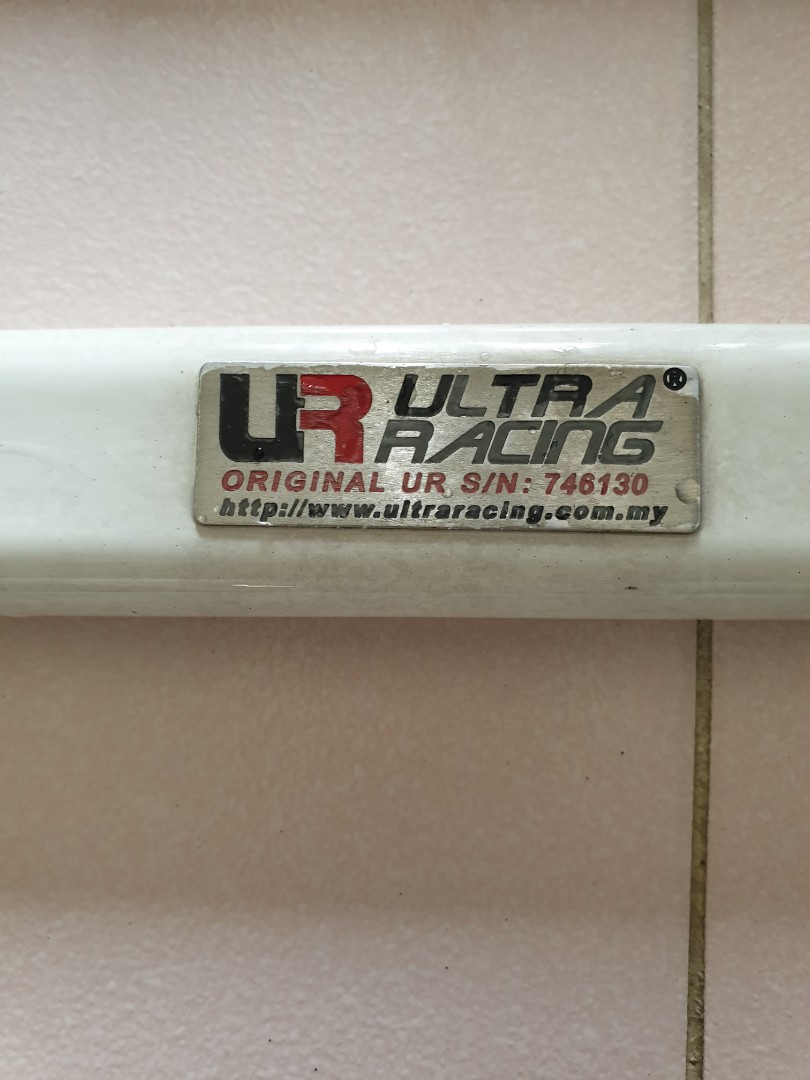 UR ULTRA RACING®
ORIGINAL UR S/N: 746130
http://www.ultraracing.com.my